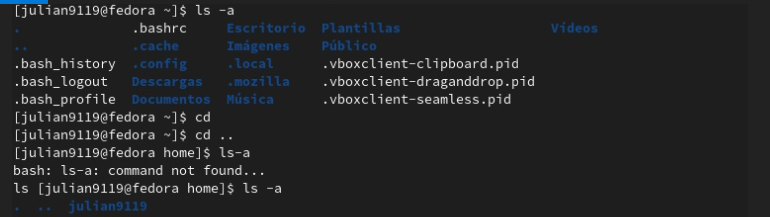 [julian9119@fedora ~]$ ls -a
. .bashrc Escritorio Plantillas Vídeos
.. .cache Imágenes Público
.bash_history .config .local .vboxclient-clipboard.pid
.bash_logout Descargas .mozilla .vboxclient-draganddrop.pid
.bash_profile Documentos Música .vboxclient-seamless.pid
[julian9119@fedora ~]$ cd
[julian9119@fedora ~]$ cd ..
[julian9119@fedora home]$ ls-a
bash: ls-a: command not found...
ls [julian9119@fedora home]$ ls -a
. .. julian9119